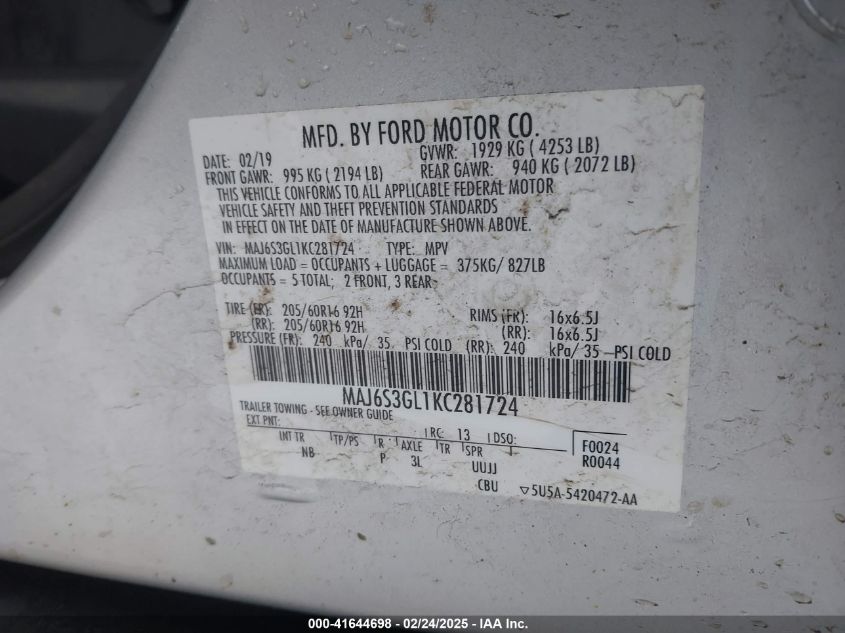 MFD. BY FORD MOTOR CO.
DATE: 02/19 GVWR: 1929 KG ( 4253 LB)
FRONT GAWR: 995 KG ( 2194 LB) REAR GAWR: 940 KG ( 2072 LB)
THIS VEHICLE CONFORMS TO ALL APPLICABLE FEDERAL MOTOR
VEHICLE SAFETY AND THEFT PREVENTION STANDARDS
IN EFFECT ON THE DATE OF MANUFACTURE SHOWN ABOVE.
VIN: MAJ6S3GL1KC281724 TYPE: MPV
MAXIMUM LOAD = OCCUPANTS + LUGGAGE = 375KG/ 827LB
OCCUPANTS = 5 TOTAL; 2 FRONT, 3 REAR
TIRE (FR): 205/60R16 92H RIMS (FR): 16x6.5J
(RR): 205/60R16 92H (RR): 16x6.5J
PRESSURE (FR): 240 kPa/ 35 PSI COLD (RR): 240 kPa/ 35 PSI COLD
MAJ6S3GL1KC281724
TRAILER TOWING - SEE OWNER GUIDE
EXT PNT: RC: 13 DSO: F0024
INT TR TP/PS R AXLE TR SPR R0044
NB P 3L UUJJ
CBU ▽5U5A-5420472-AA
000-41644698 - 02/24/2025 - IAA Inc.